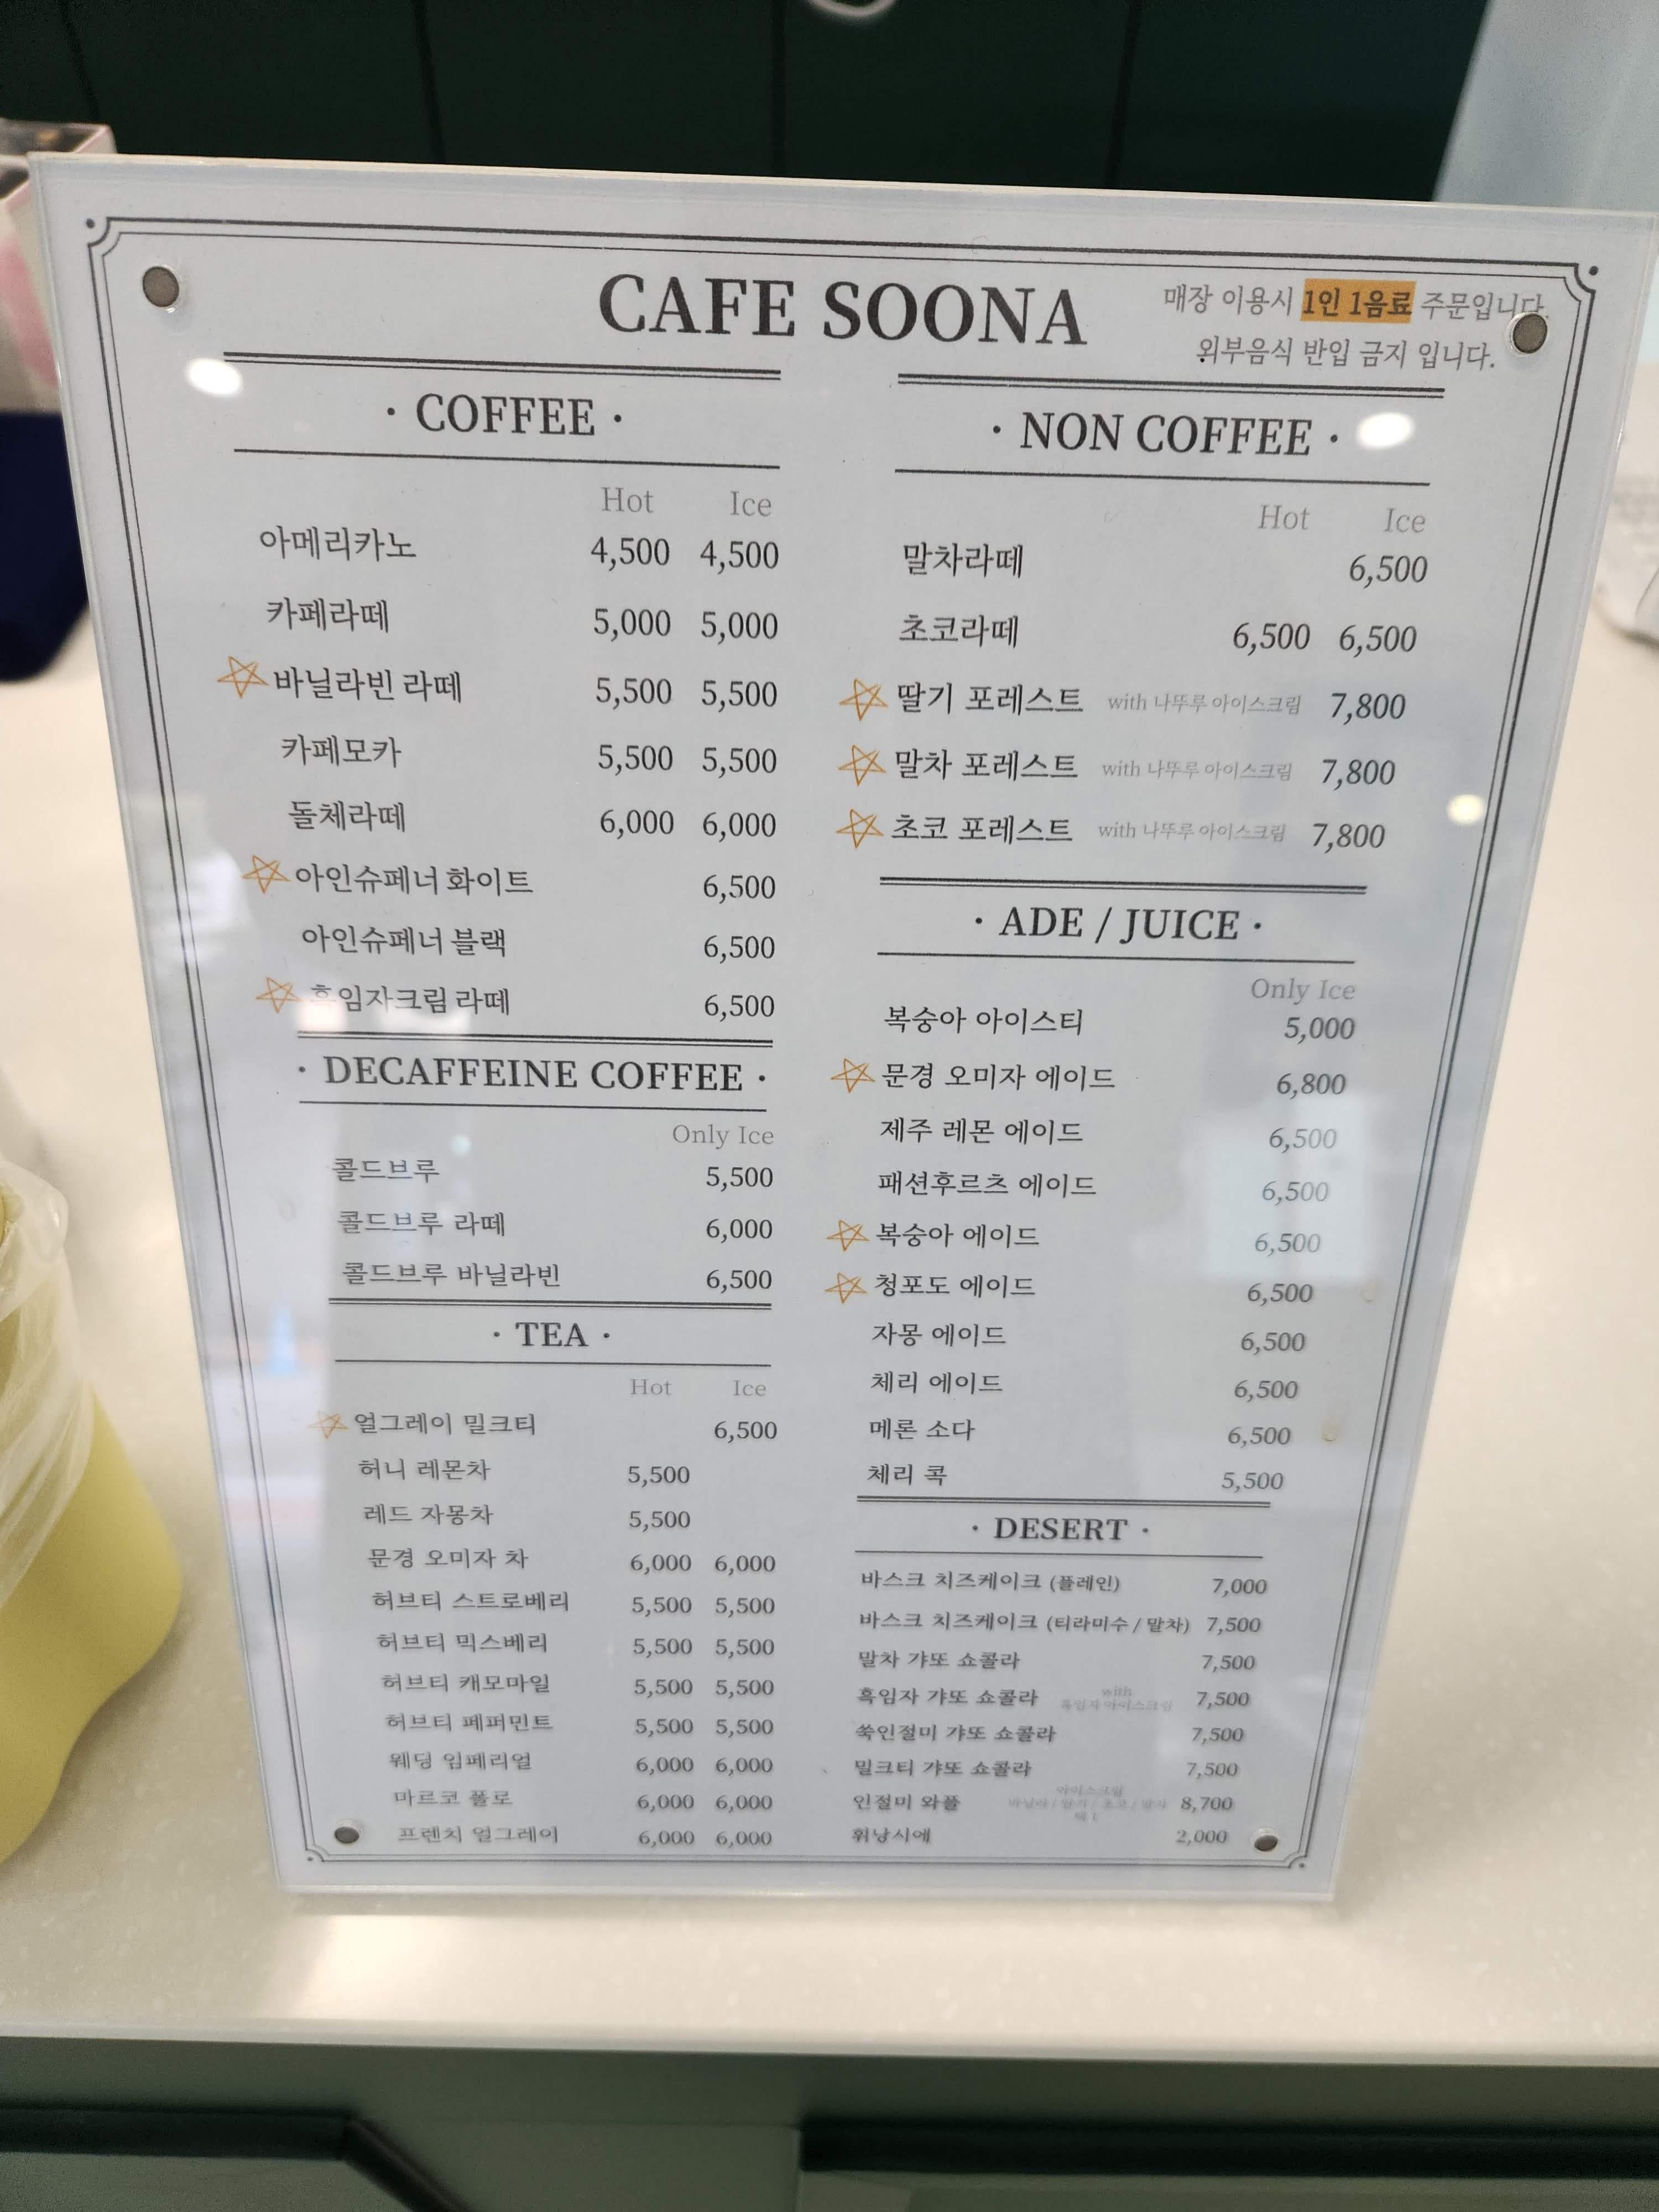 CAFE SOONA
매장 이용시 1인 1음료 주문입니다.
외부음식 반입 금지 입니다.
· COFFEE ·
Hot Ice
아메리카노 4,500 4,500
카페라떼 5,000 5,000
바닐라빈 라떼 5,500 5,500
카페모카 5,500 5,500
돌체라떼 6,000 6,000
아인슈페너 화이트 6,500
아인슈페너 블랙 6,500
흑임자크림 라떼 6,500
· DECAFFEINE COFFEE ·
Only Ice
콜드브루 5,500
콜드브루 라떼 6,000
콜드브루 바닐라빈 6,500
· TEA ·
Hot Ice
얼그레이 밀크티 6,500
허니 레몬차 5,500
레드 자몽차 5,500
문경 오미자 차 6,000 6,000
허브티 스트로베리 5,500 5,500
허브티 믹스베리 5,500 5,500
허브티 캐모마일 5,500 5,500
허브티 페퍼민트 5,500 5,500
웨딩 임페리얼 6,000 6,000
마르코 폴로 6,000 6,000
프렌치 얼그레이 6,000 6,000
· NON COFFEE ·
Hot Ice
말차라떼 6,500
초코라떼 6,500 6,500
딸기 포레스트 with 나뚜루 아이스크림 7,800
말차 포레스트 with 나뚜루 아이스크림 7,800
초코 포레스트 with 나뚜루 아이스크림 7,800
· ADE / JUICE ·
Only Ice
복숭아 아이스티 5,000
문경 오미자 에이드 6,800
제주 레몬 에이드 6,500
패션후르츠 에이드 6,500
복숭아 에이드 6,500
청포도 에이드 6,500
자몽 에이드 6,500
체리 에이드 6,500
메론 소다 6,500
체리 콕 5,500
· DESERT ·
바스크 치즈케이크 (플레인) 7,000
바스크 치즈케이크 (티라미수 / 말차) 7,500
말차 갸또 쇼콜라 7,500
흑임자 갸또 쇼콜라 with 흑임자 아이스크림 7,500
쑥인절미 갸또 쇼콜라 7,500
밀크티 갸또 쇼콜라 7,500
아이스크림
인절미 와플 바닐라 / 딸기 / 초코 / 말차 8,700
휘낭시에 2,000